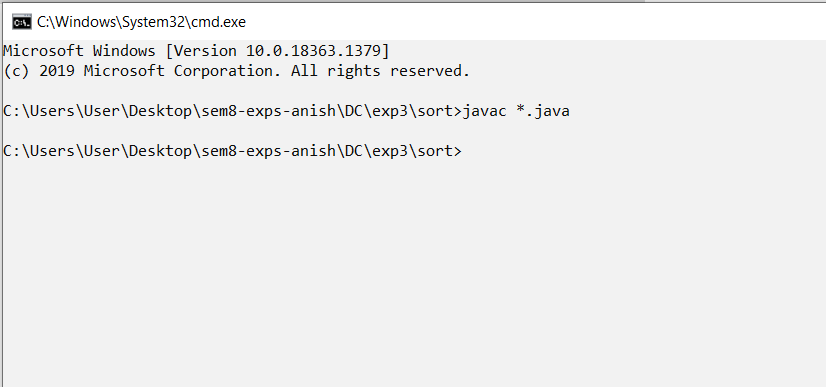 C:\Windows\System32\cmd.exe
Microsoft Windows [Version 10.0.18363.1379]
(c) 2019 Microsoft Corporation. All rights reserved.
C:\Users\User\Desktop\sem8-exps-anish\DC\exp3\sort>javac *.java
C:\Users\User\Desktop\sem8-exps-anish\DC\exp3\sort>